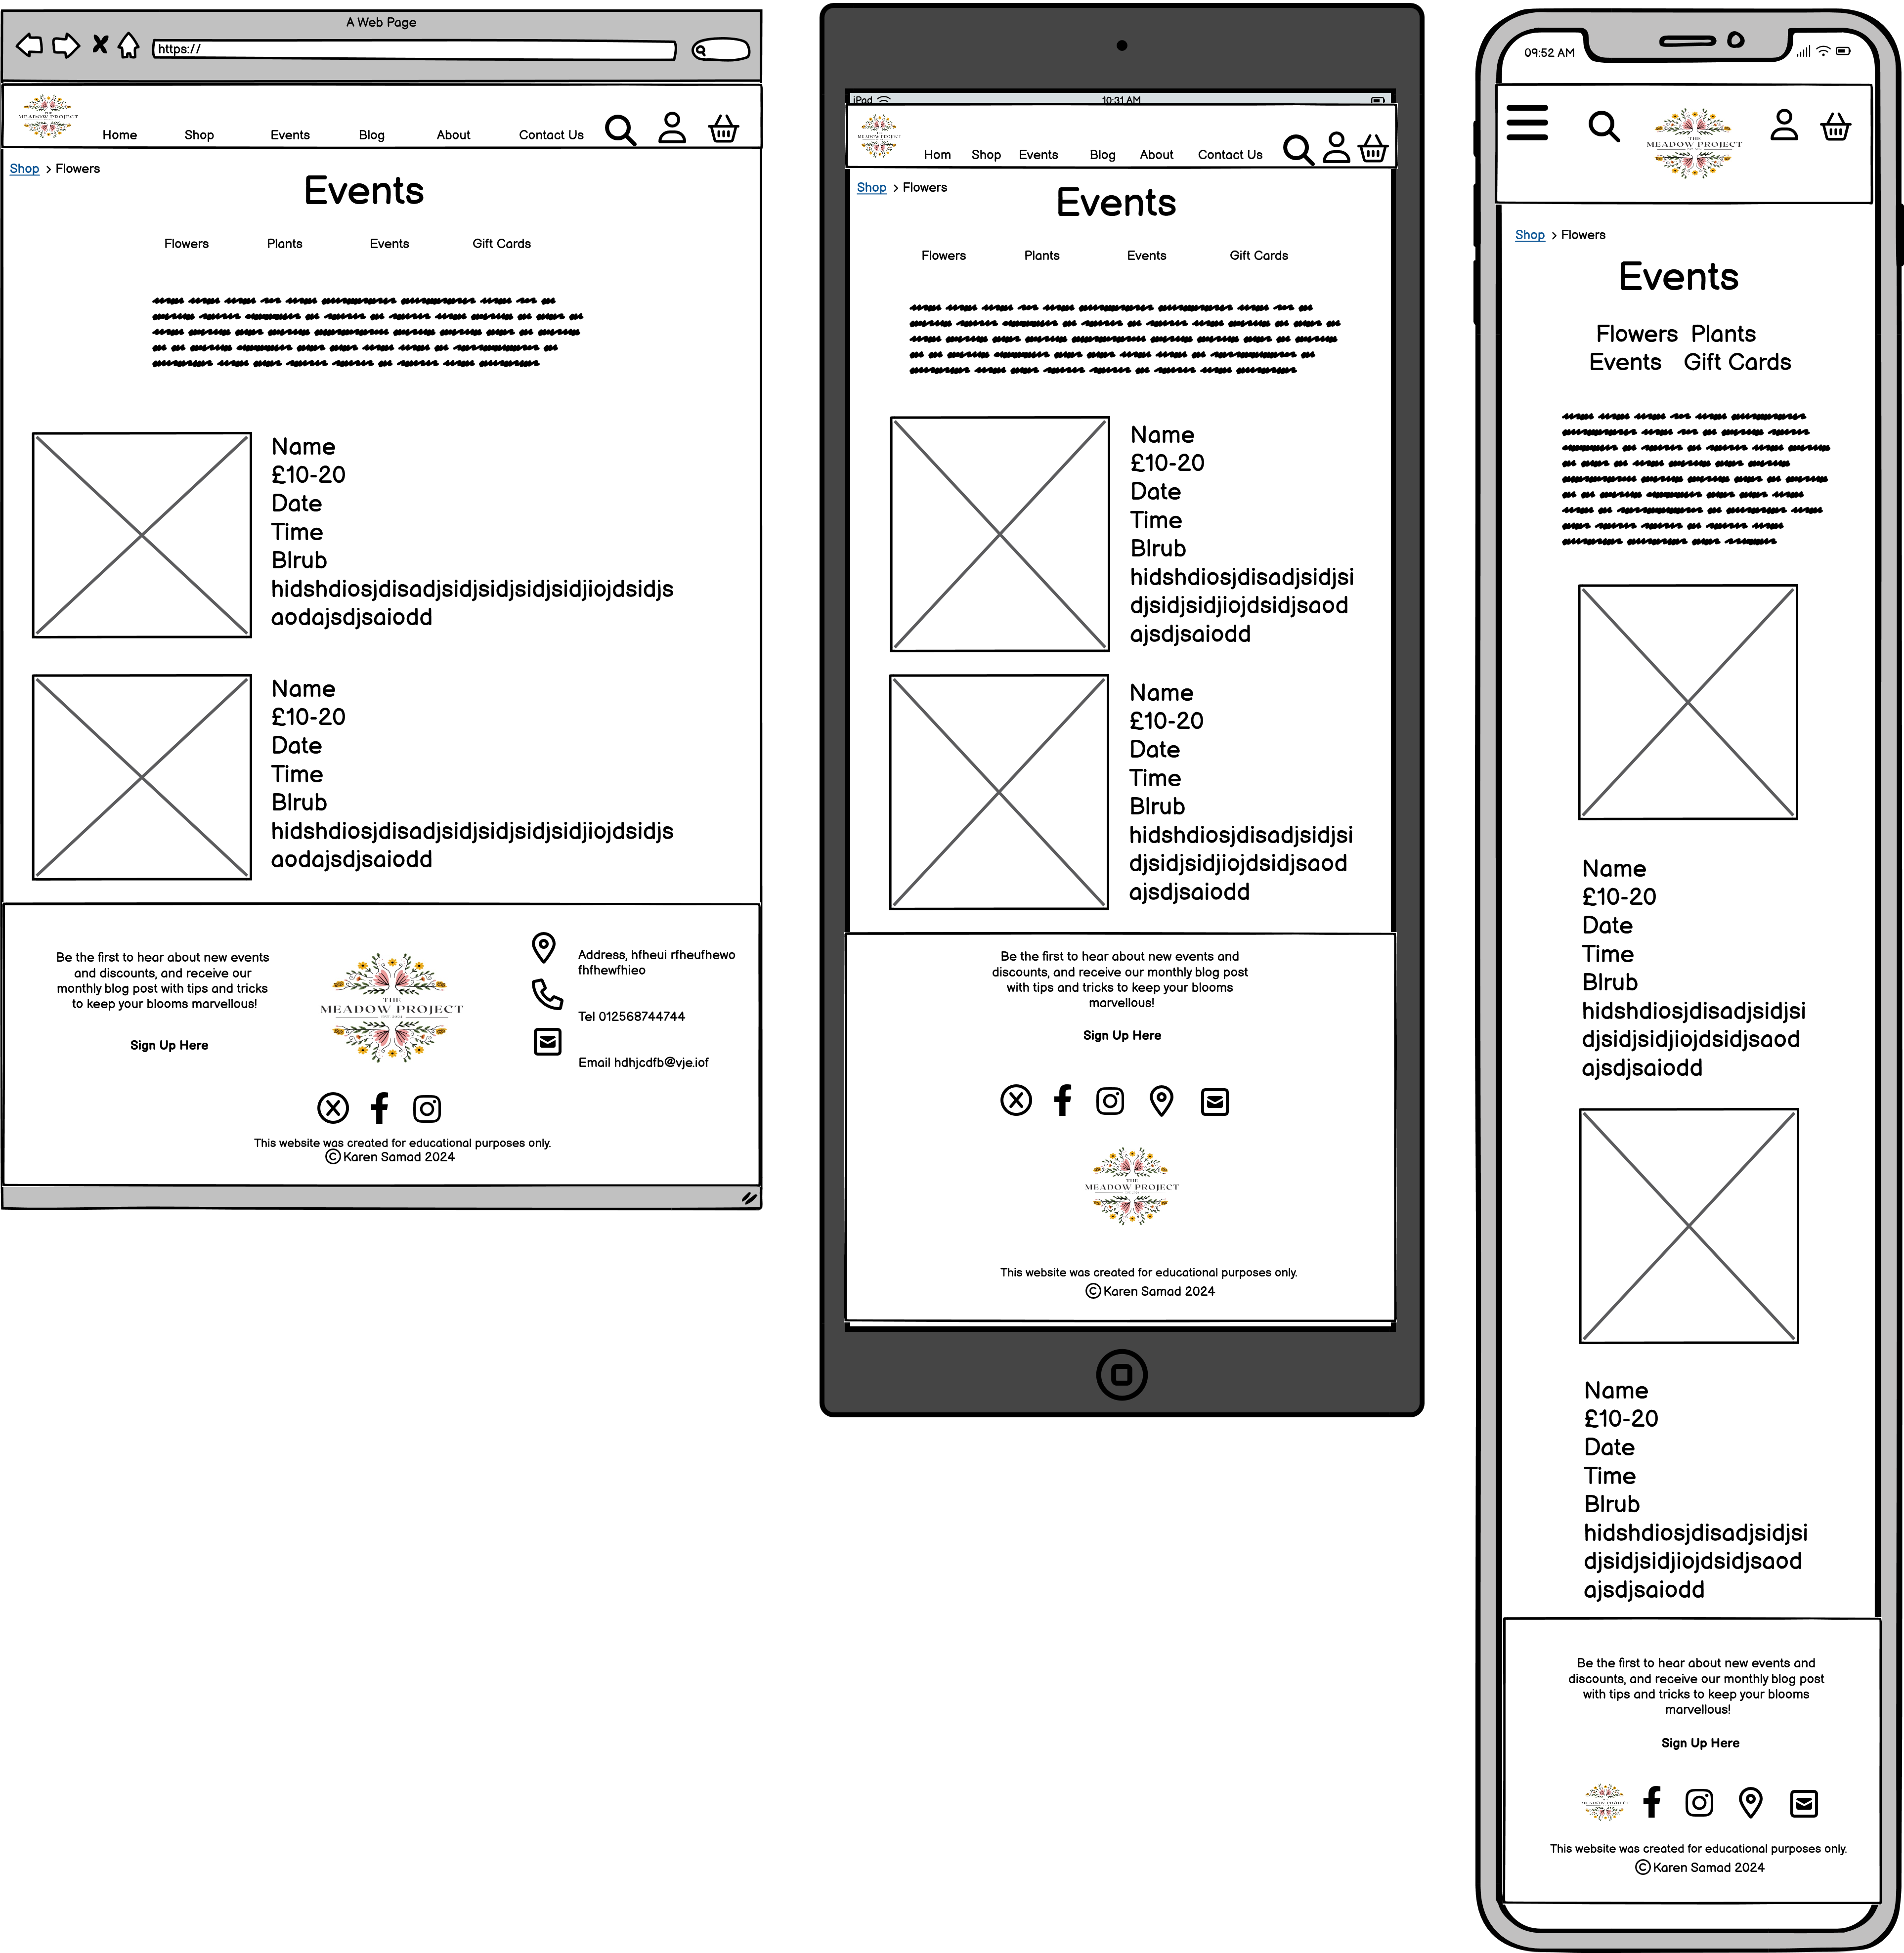 A Web Page
https://
THE
MEADOW PROJECT
Home Shop Events Blog About Contact Us
Shop > Flowers
Events
Flowers Plants Events Gift Cards
Name
£10-20
Date
Time
Blrub
hidshdiosjdisadjsidjsidjsidjsidjiojdsidjs
aodajsdjsaiodd
Name
£10-20
Date
Time
Blrub
hidshdiosjdisadjsidjsidjsidjsidjiojdsidjs
aodajsdjsaiodd
Be the first to hear about new events
and discounts, and receive our
monthly blog post with tips and tricks
to keep your blooms marvellous!
Sign Up Here
THE
MEADOW PROJECT
EST. 2024
Address, hfheui rfheufhewo
fhfhewfhieo
Tel 012568744744
Email hdhjcdfb@vje.iof
This website was created for educational purposes only.
© Karen Samad 2024
iPad 10:31 AM
MEADOW PROJECT
Hom Shop Events Blog About Contact Us
Shop > Flowers
Events
Flowers Plants Events Gift Cards
Name
£10-20
Date
Time
Blrub
hidshdiosjdisadjsidjsi
djsidjsidjiojdsidjsaod
ajsdjsaiodd
Name
£10-20
Date
Time
Blrub
hidshdiosjdisadjsidjsi
djsidjsidjiojdsidjsaod
ajsdjsaiodd
Be the first to hear about new events and
discounts, and receive our monthly blog post
with tips and tricks to keep your blooms
marvellous!
Sign Up Here
THE
MEADOW PROJECT
This website was created for educational purposes only.
© Karen Samad 2024
09:52 AM
THE
MEADOW PROJECT
Shop > Flowers
Events
Flowers Plants
Events Gift Cards
Name
£10-20
Date
Time
Blrub
hidshdiosjdisadjsidjsi
djsidjsidjiojdsidjsaod
ajsdjsaiodd
Name
£10-20
Date
Time
Blrub
hidshdiosjdisadjsidjsi
djsidjsidjiojdsidjsaod
ajsdjsaiodd
Be the first to hear about new events and
discounts, and receive our monthly blog post
with tips and tricks to keep your blooms
marvellous!
Sign Up Here
MEADOW PROJECT
This website was created for educational purposes only.
© Karen Samad 2024